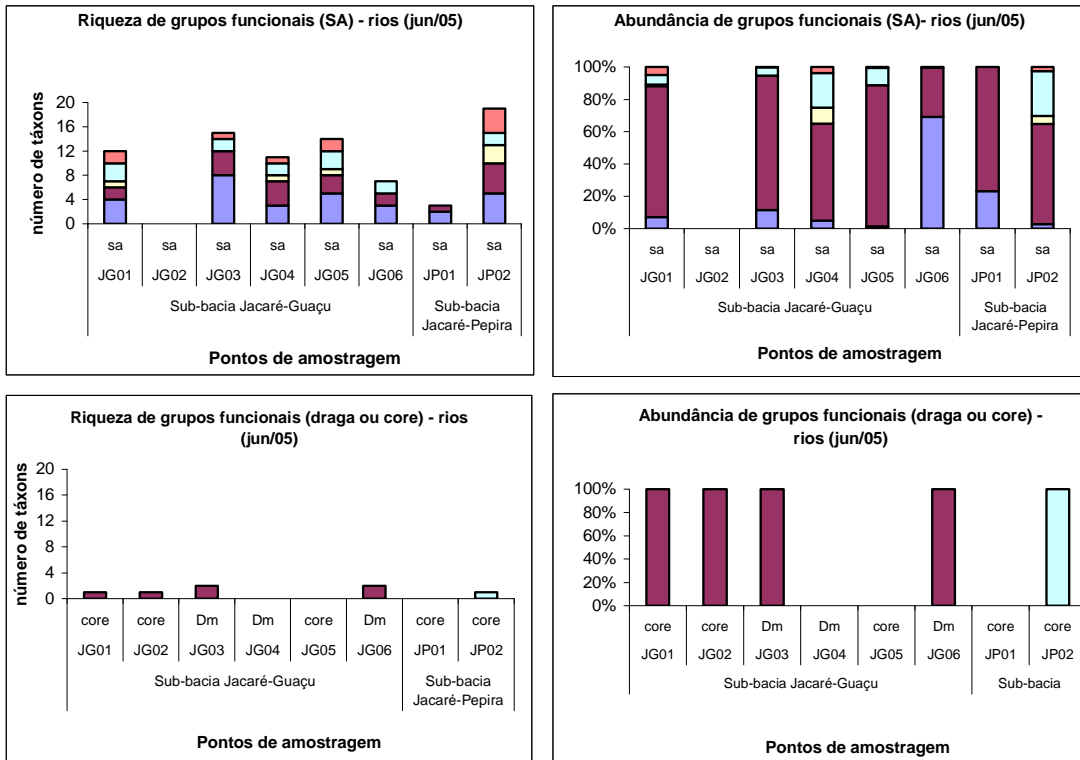 Riqueza de grupos funcionais (SA) - rios (jun/05)
número de táxons
20
16
12
8
4
0
sa sa sa sa sa sa sa sa
JG01 JG02 JG03 JG04 JG05 JG06 JP01 JP02
Sub-bacia Jacaré-Guaçu Sub-bacia
Jacaré-Pepira
Pontos de amostragem
Abundância de grupos funcionais (SA)- rios (jun/05)
100%
80%
60%
40%
20%
0%
sa sa sa sa sa sa sa sa
JG01 JG02 JG03 JG04 JG05 JG06 JP01 JP02
Sub-bacia Jacaré-Guaçu Sub-bacia
Jacaré-Pepira
Pontos de amostragem
Riqueza de grupos funcionais (draga ou core) - rios
(jun/05)
número de táxons
20
16
12
8
4
0
core core Dm Dm core Dm core core
JG01 JG02 JG03 JG04 JG05 JG06 JP01 JP02
Sub-bacia Jacaré-Guaçu Sub-bacia
Jacaré-Pepira
Pontos de amostragem
Abundância de grupos funcionais (draga ou core) -
rios (jun/05)
100%
80%
60%
40%
20%
0%
core core Dm Dm core Dm core core
JG01 JG02 JG03 JG04 JG05 JG06 JP01 JP02
Sub-bacia Jacaré-Guaçu Sub-bacia
Pontos de amostragem